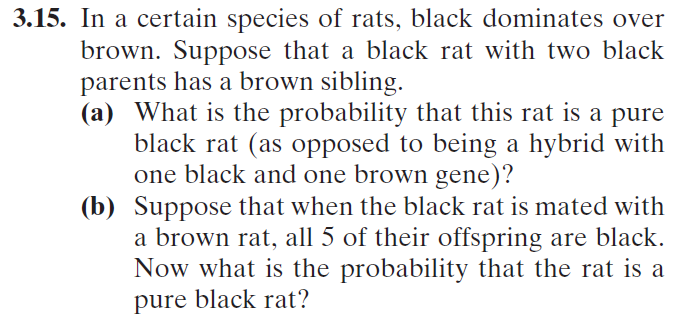 3.15. In a certain species of rats, black dominates over
brown. Suppose that a black rat with two black
parents has a brown sibling.
(a) What is the probability that this rat is a pure
black rat (as opposed to being a hybrid with
one black and one brown gene)?
(b) Suppose that when the black rat is mated with
a brown rat, all 5 of their offspring are black.
Now what is the probability that the rat is a
pure black rat?